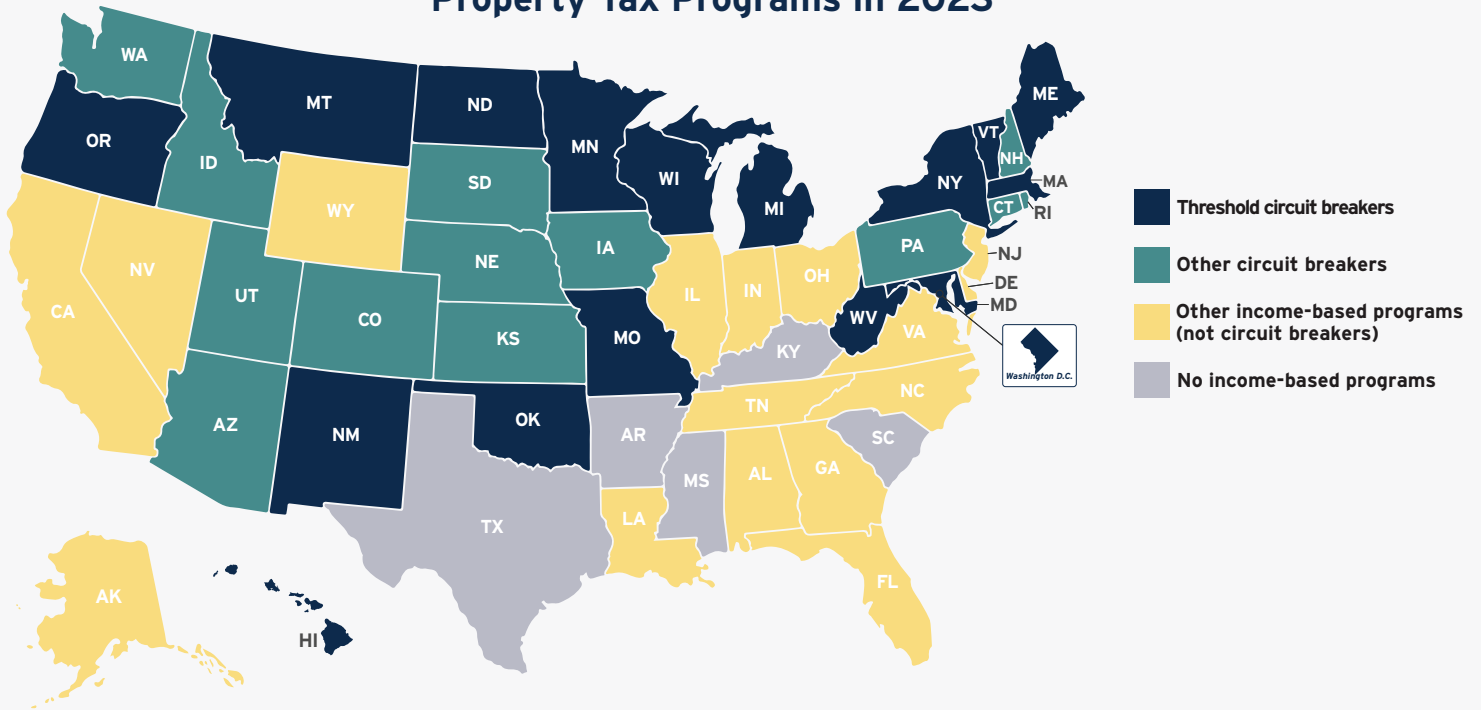 Property Tax Programs in 2023
WA
MT
ND
ME
OR
MN
VT
ID
NH
WI
SD
NY
MA
WY
MI
CT
RI
Threshold circuit breakers
PA
IA
NJ
NE
Other circuit breakers
NV
OH
UT
IL
IN
DE
MD
CA
CO
WV
Other income-based programs
(not circuit breakers)
KS
MO
VA
KY
Washington D.C.
No income-based programs
NC
TN
AZ
OK
NM
AR
SC
GA
AL
MS
TX
LA
FL
AK
HI